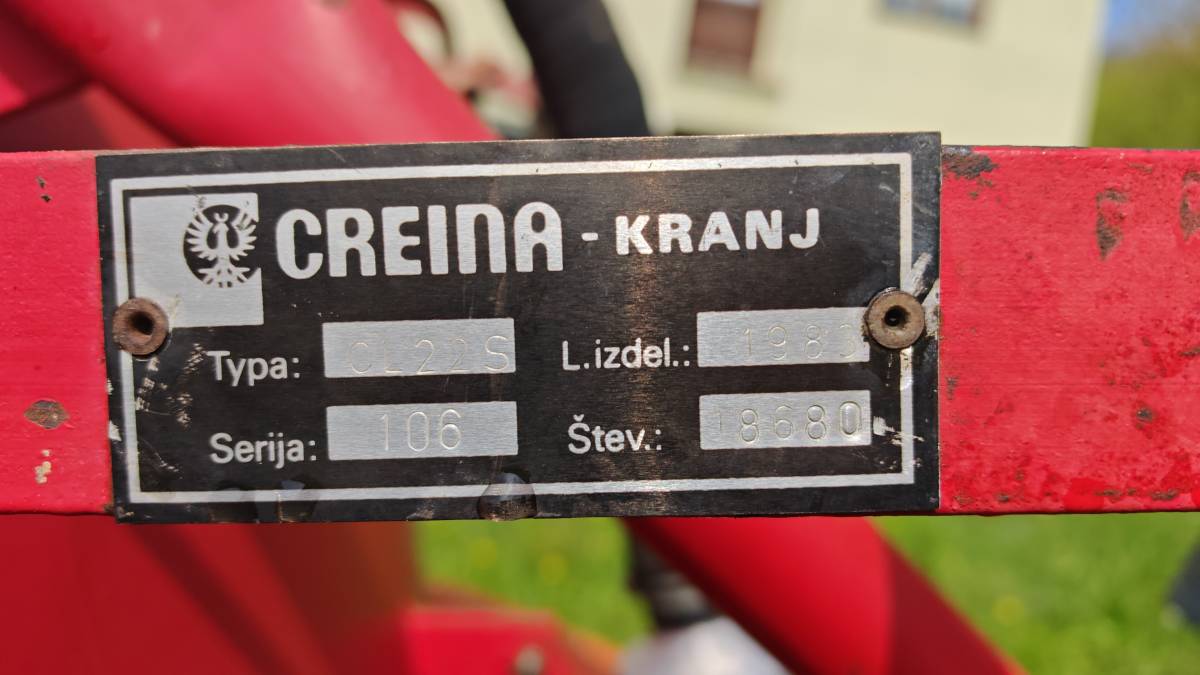 CREINA - KRANJ
Typa: CL22S L.izdel.: 1983
Serija: 106 Štev.: 18680